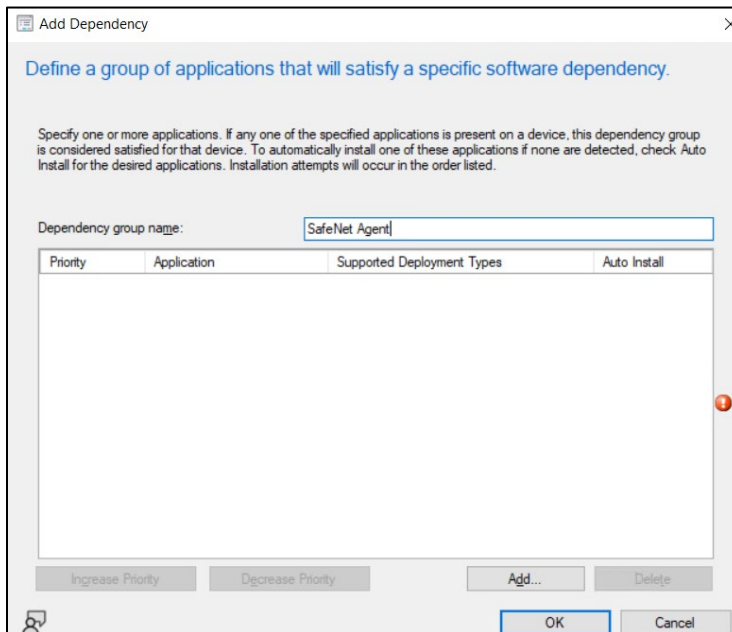 Add Dependency
Define a group of applications that will satisfy a specific software dependency.
Specify one or more applications. If any one of the specified applications is present on a device, this dependency group
is considered satisfied for that device. To automatically install one of these applications if none are detected, check Auto
Install for the desired applications. Installation attempts will occur in the order listed.
Dependency group name: SafeNet Agent
Priority Application Supported Deployment Types Auto Install
Increase Priority Decrease Priority Add... Delete
OK Cancel